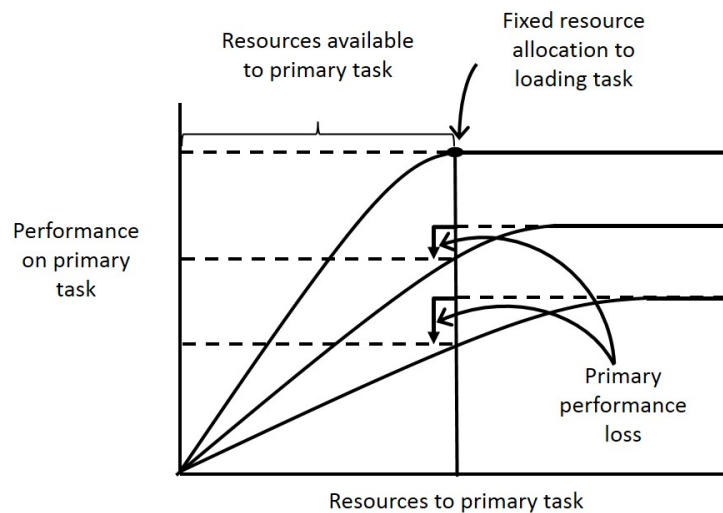 Resources available
to primary task
Fixed resource
allocation to
loading task
Performance
on primary
task
Primary
performance
loss
Resources to primary task